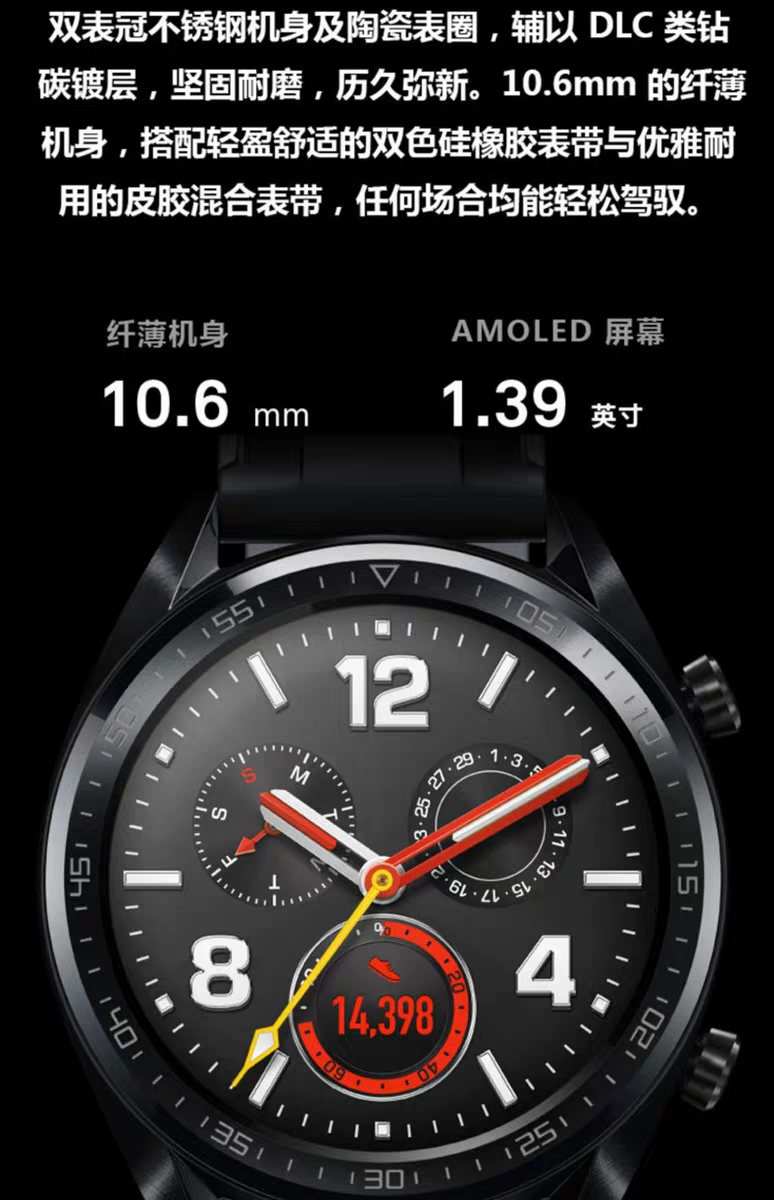 双表冠不锈钢机身及陶瓷表圈，辅以 DLC 类钻
碳镀层，坚固耐磨，历久弥新。10.6mm 的纤薄
机身，搭配轻盈舒适的双色硅橡胶表带与优雅耐
用的皮胶混合表带，任何场合均能轻松驾驭。
纤薄机身
AMOLED 屏幕
10.6 mm
1.39 英寸
55
05
50
10
12
S
M
T
W
T
F
S
29
1
3
5
27
25
23
9
11
13
15
17
19
45
15
8
4
%
20
14,398
40
60
40
20
35
25
30